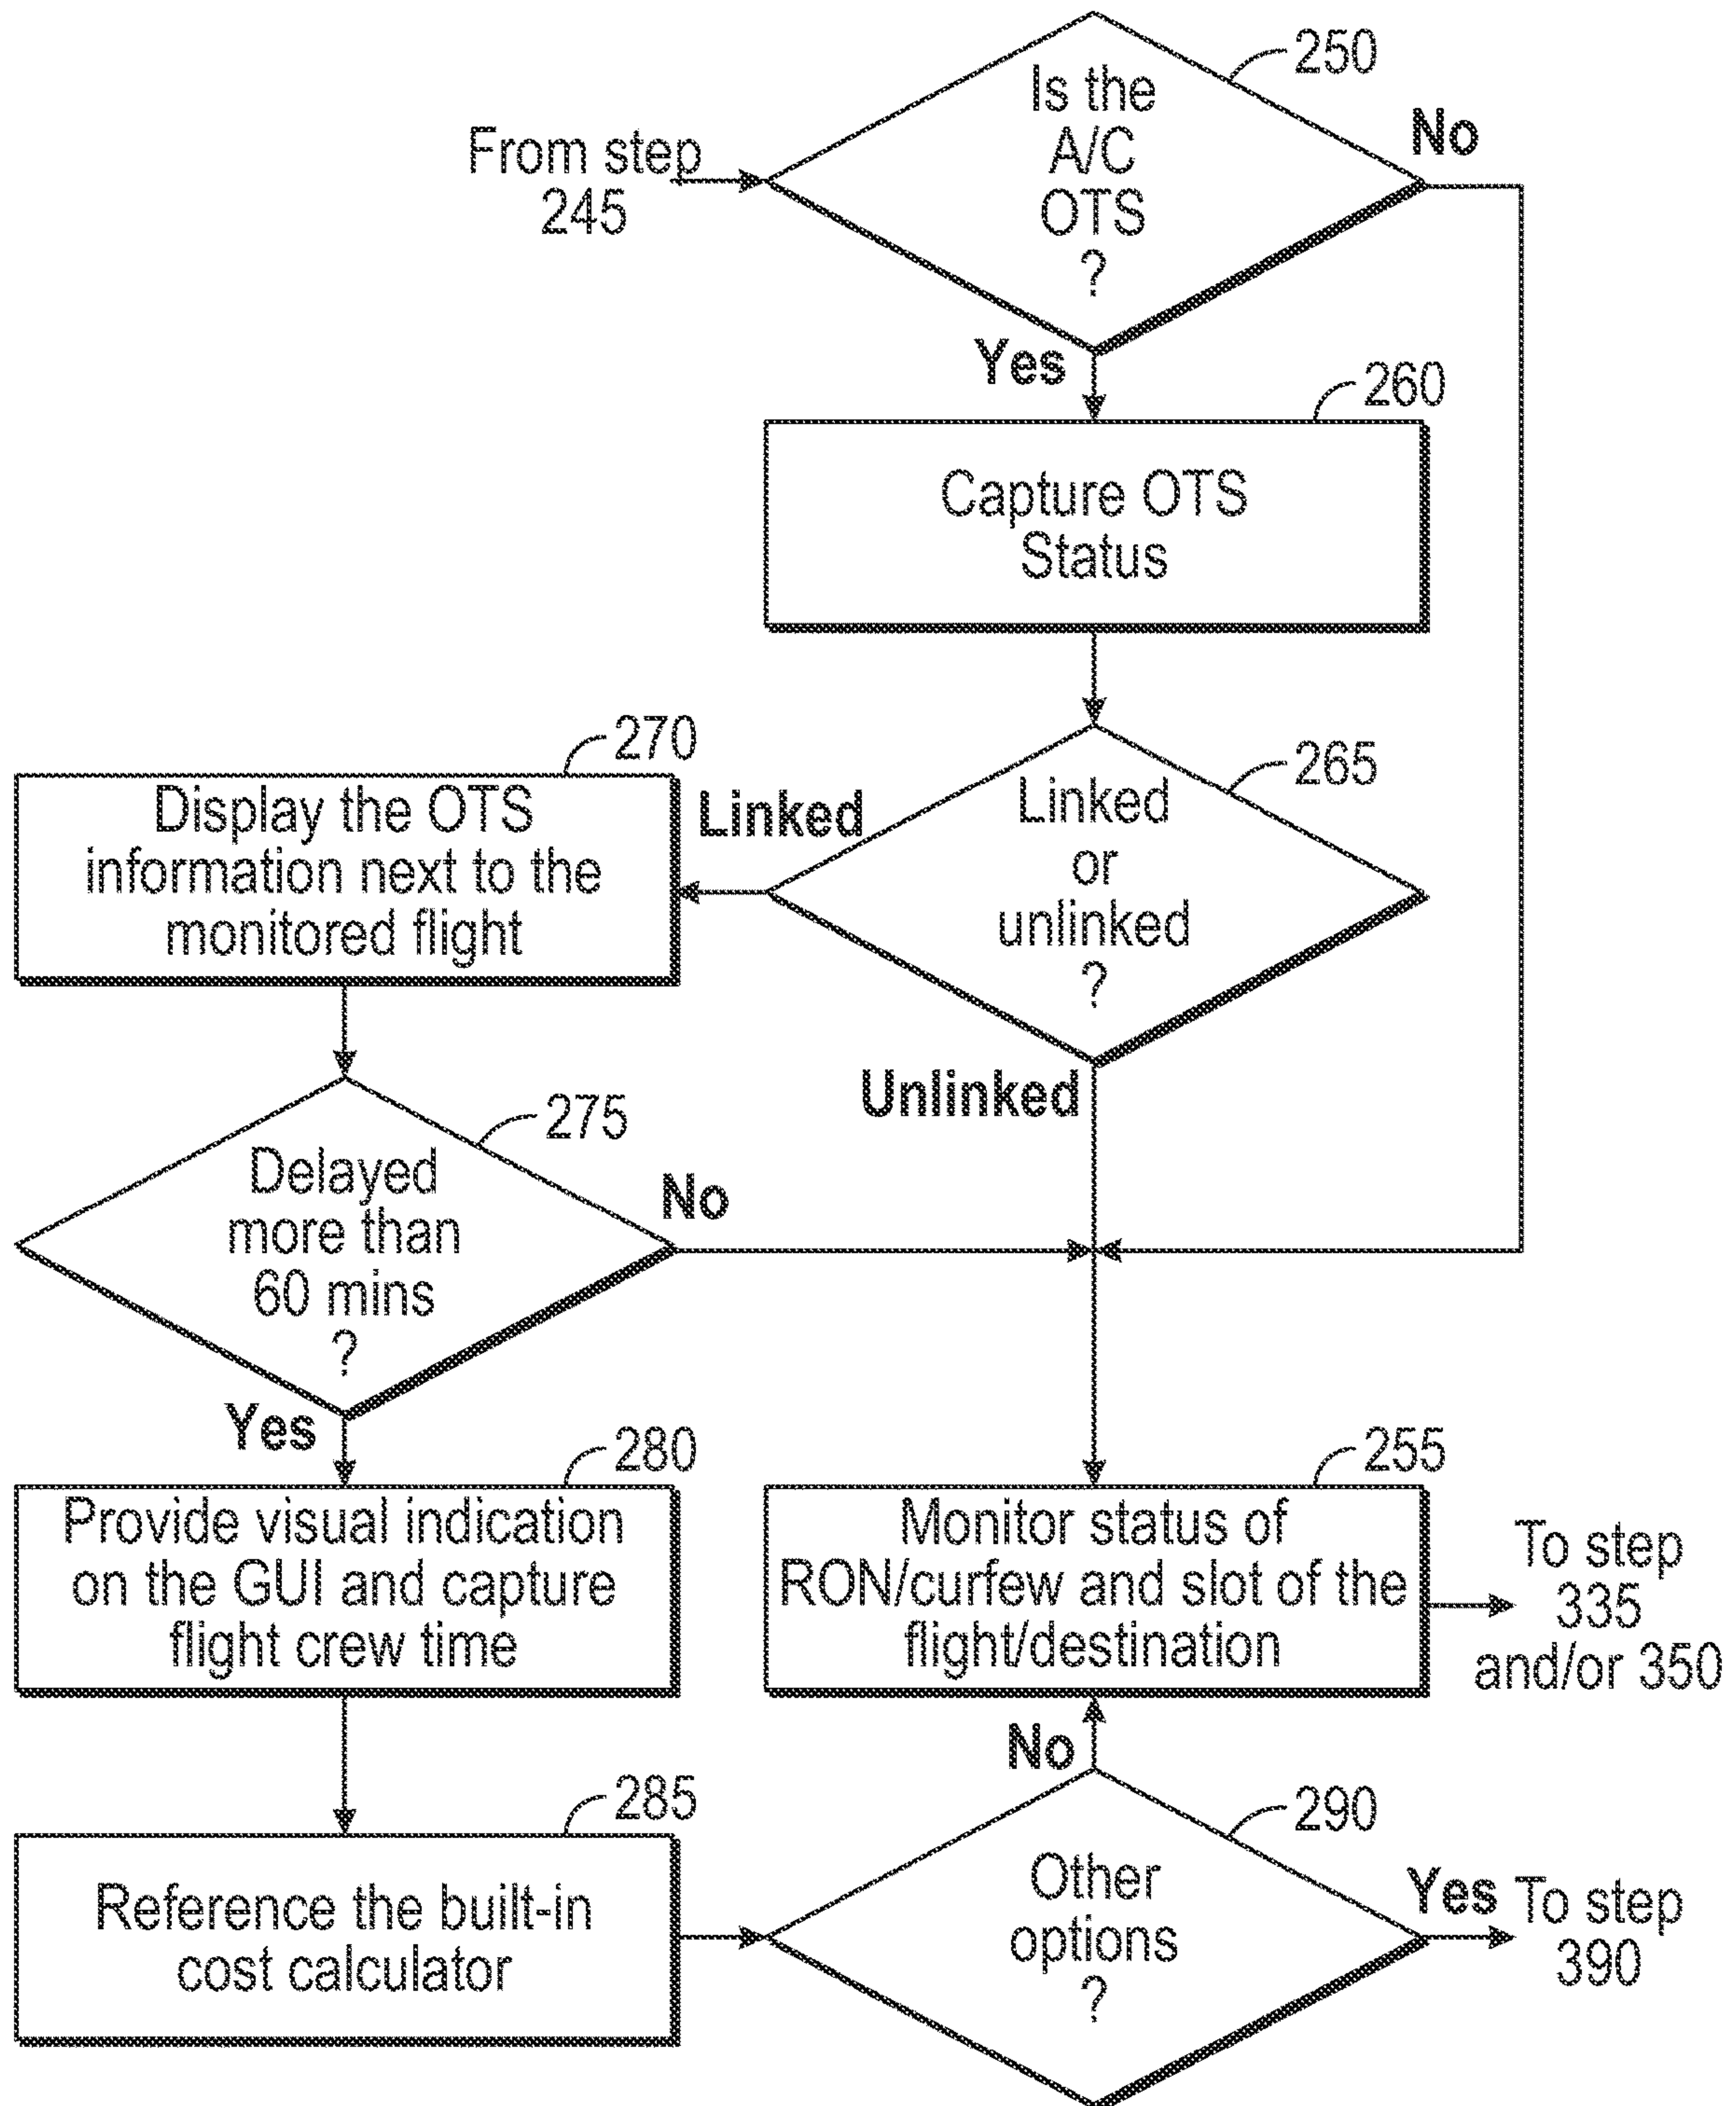 250
Is the
A/C
OTS
?
No
From step
245
Yes
260
Capture OTS
Status
270
Display the OTS
information next to the
monitored flight
Linked
265
Linked
or
unlinked
?
Unlinked
275
Delayed
more than
60 mins
?
No
Yes
280
Provide visual indication
on the GUI and capture
flight crew time
255
Monitor status of
RON/curfew and slot of the
flight/destination
To step
335
and/or 350
No
285
Reference the built-in
cost calculator
290
Other
options
?
Yes
To step
390